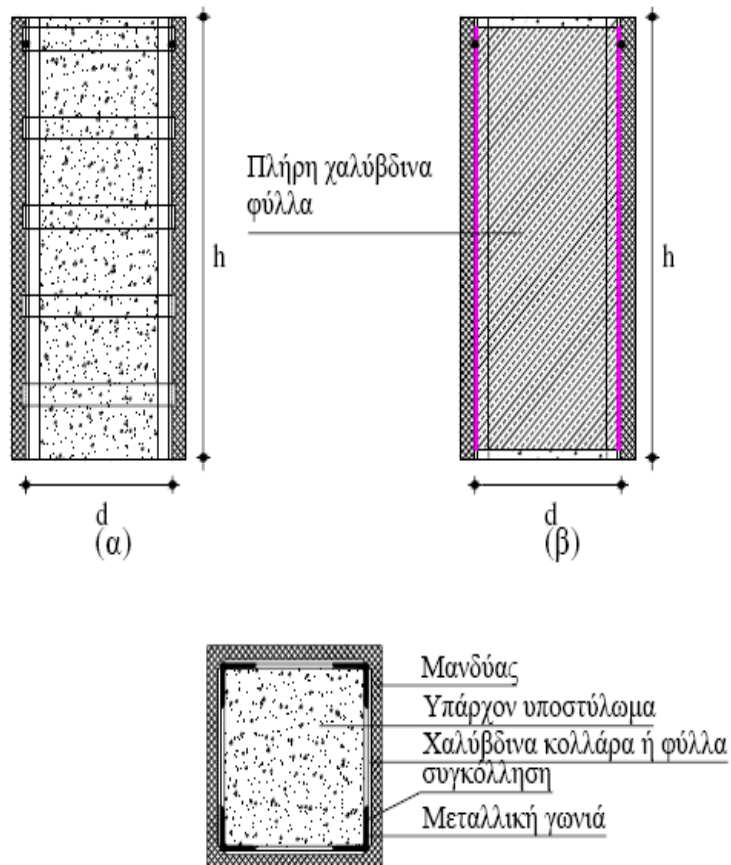 Πλήρη χαλύβδινα
φύλλα
h
h
d
(α)
d
(β)
Μανδύας
Υπάρχον υποστύλωμα
Χαλύβδινα κολλάρα ή φύλλα
συγκόλληση
Μεταλλική γωνιά